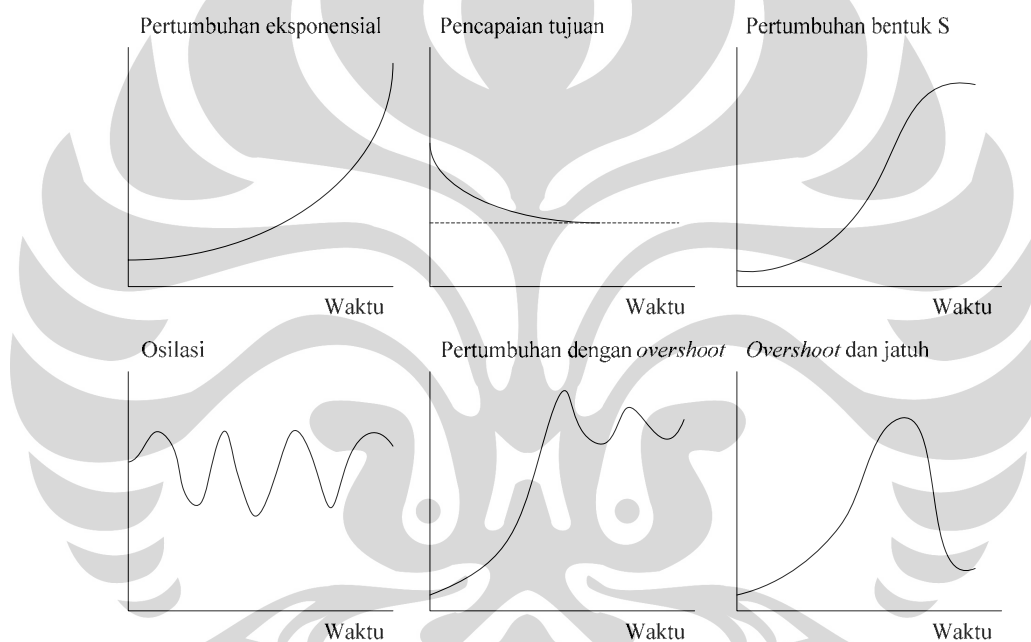 Pertumbuhan eksponensial
Pencapaian tujuan
Pertumbuhan bentuk S
Waktu
Waktu
Waktu
Osilasi
Pertumbuhan dengan overshoot
Overshoot dan jatuh
Waktu
Waktu
Waktu